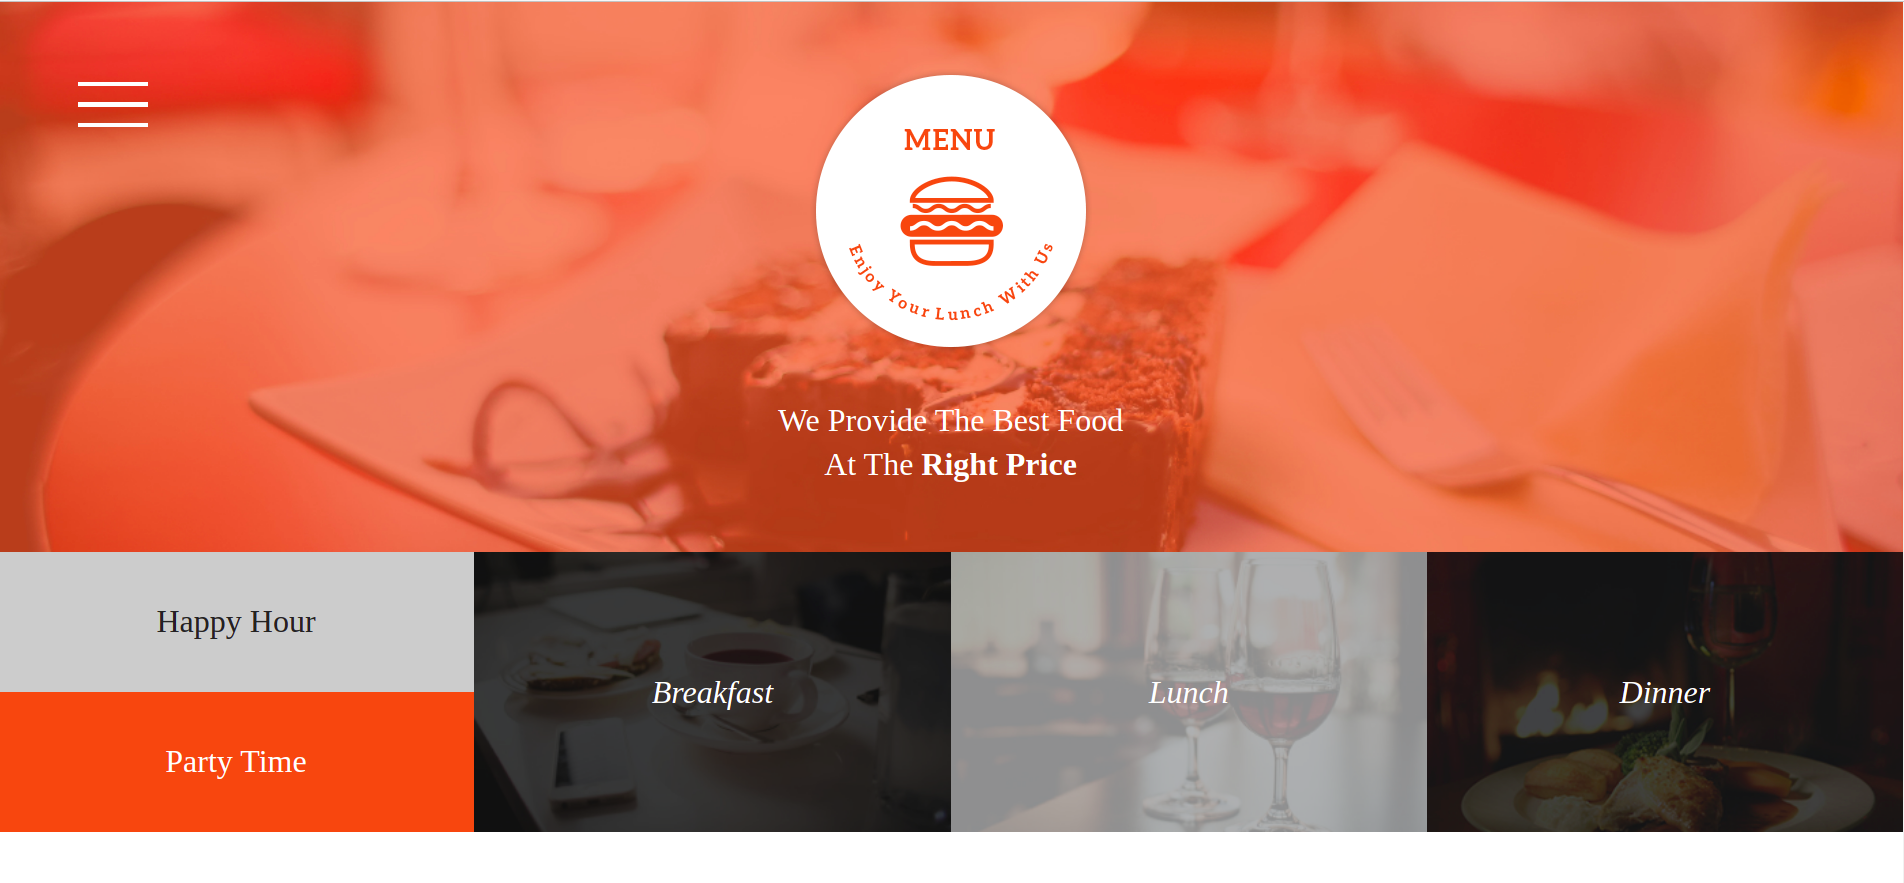 MENU
Enjoy Your Lunch With Us
We Provide The Best Food
At The Right Price
Happy Hour
Party Time
Breakfast
Lunch
Dinner